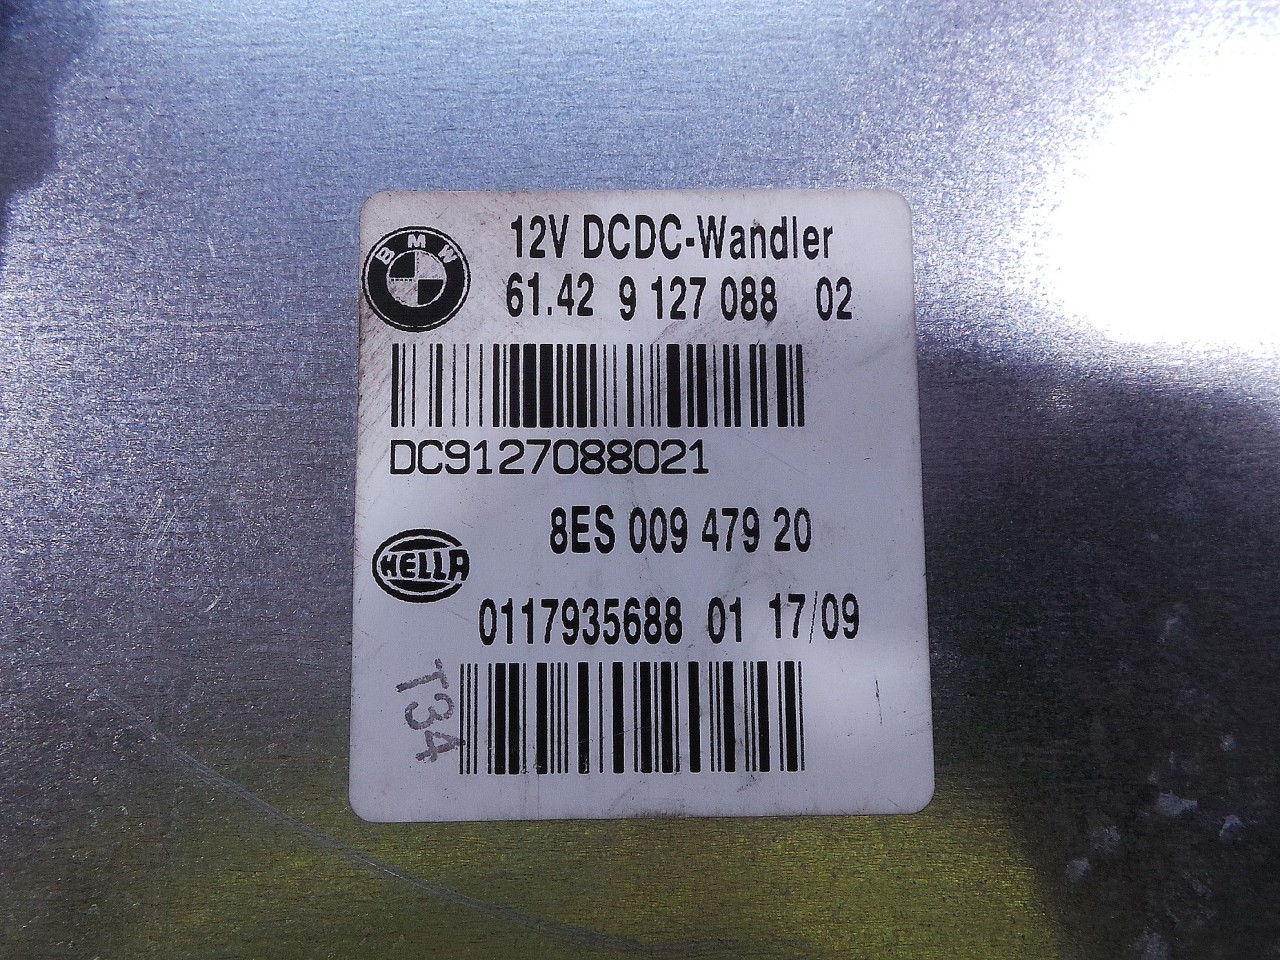 12V DCDC-Wandler
BMW
61.42 9 127 088 02
DC9127088021
8ES 009 479 20
HELLA
0117935688 01 17/09
T34